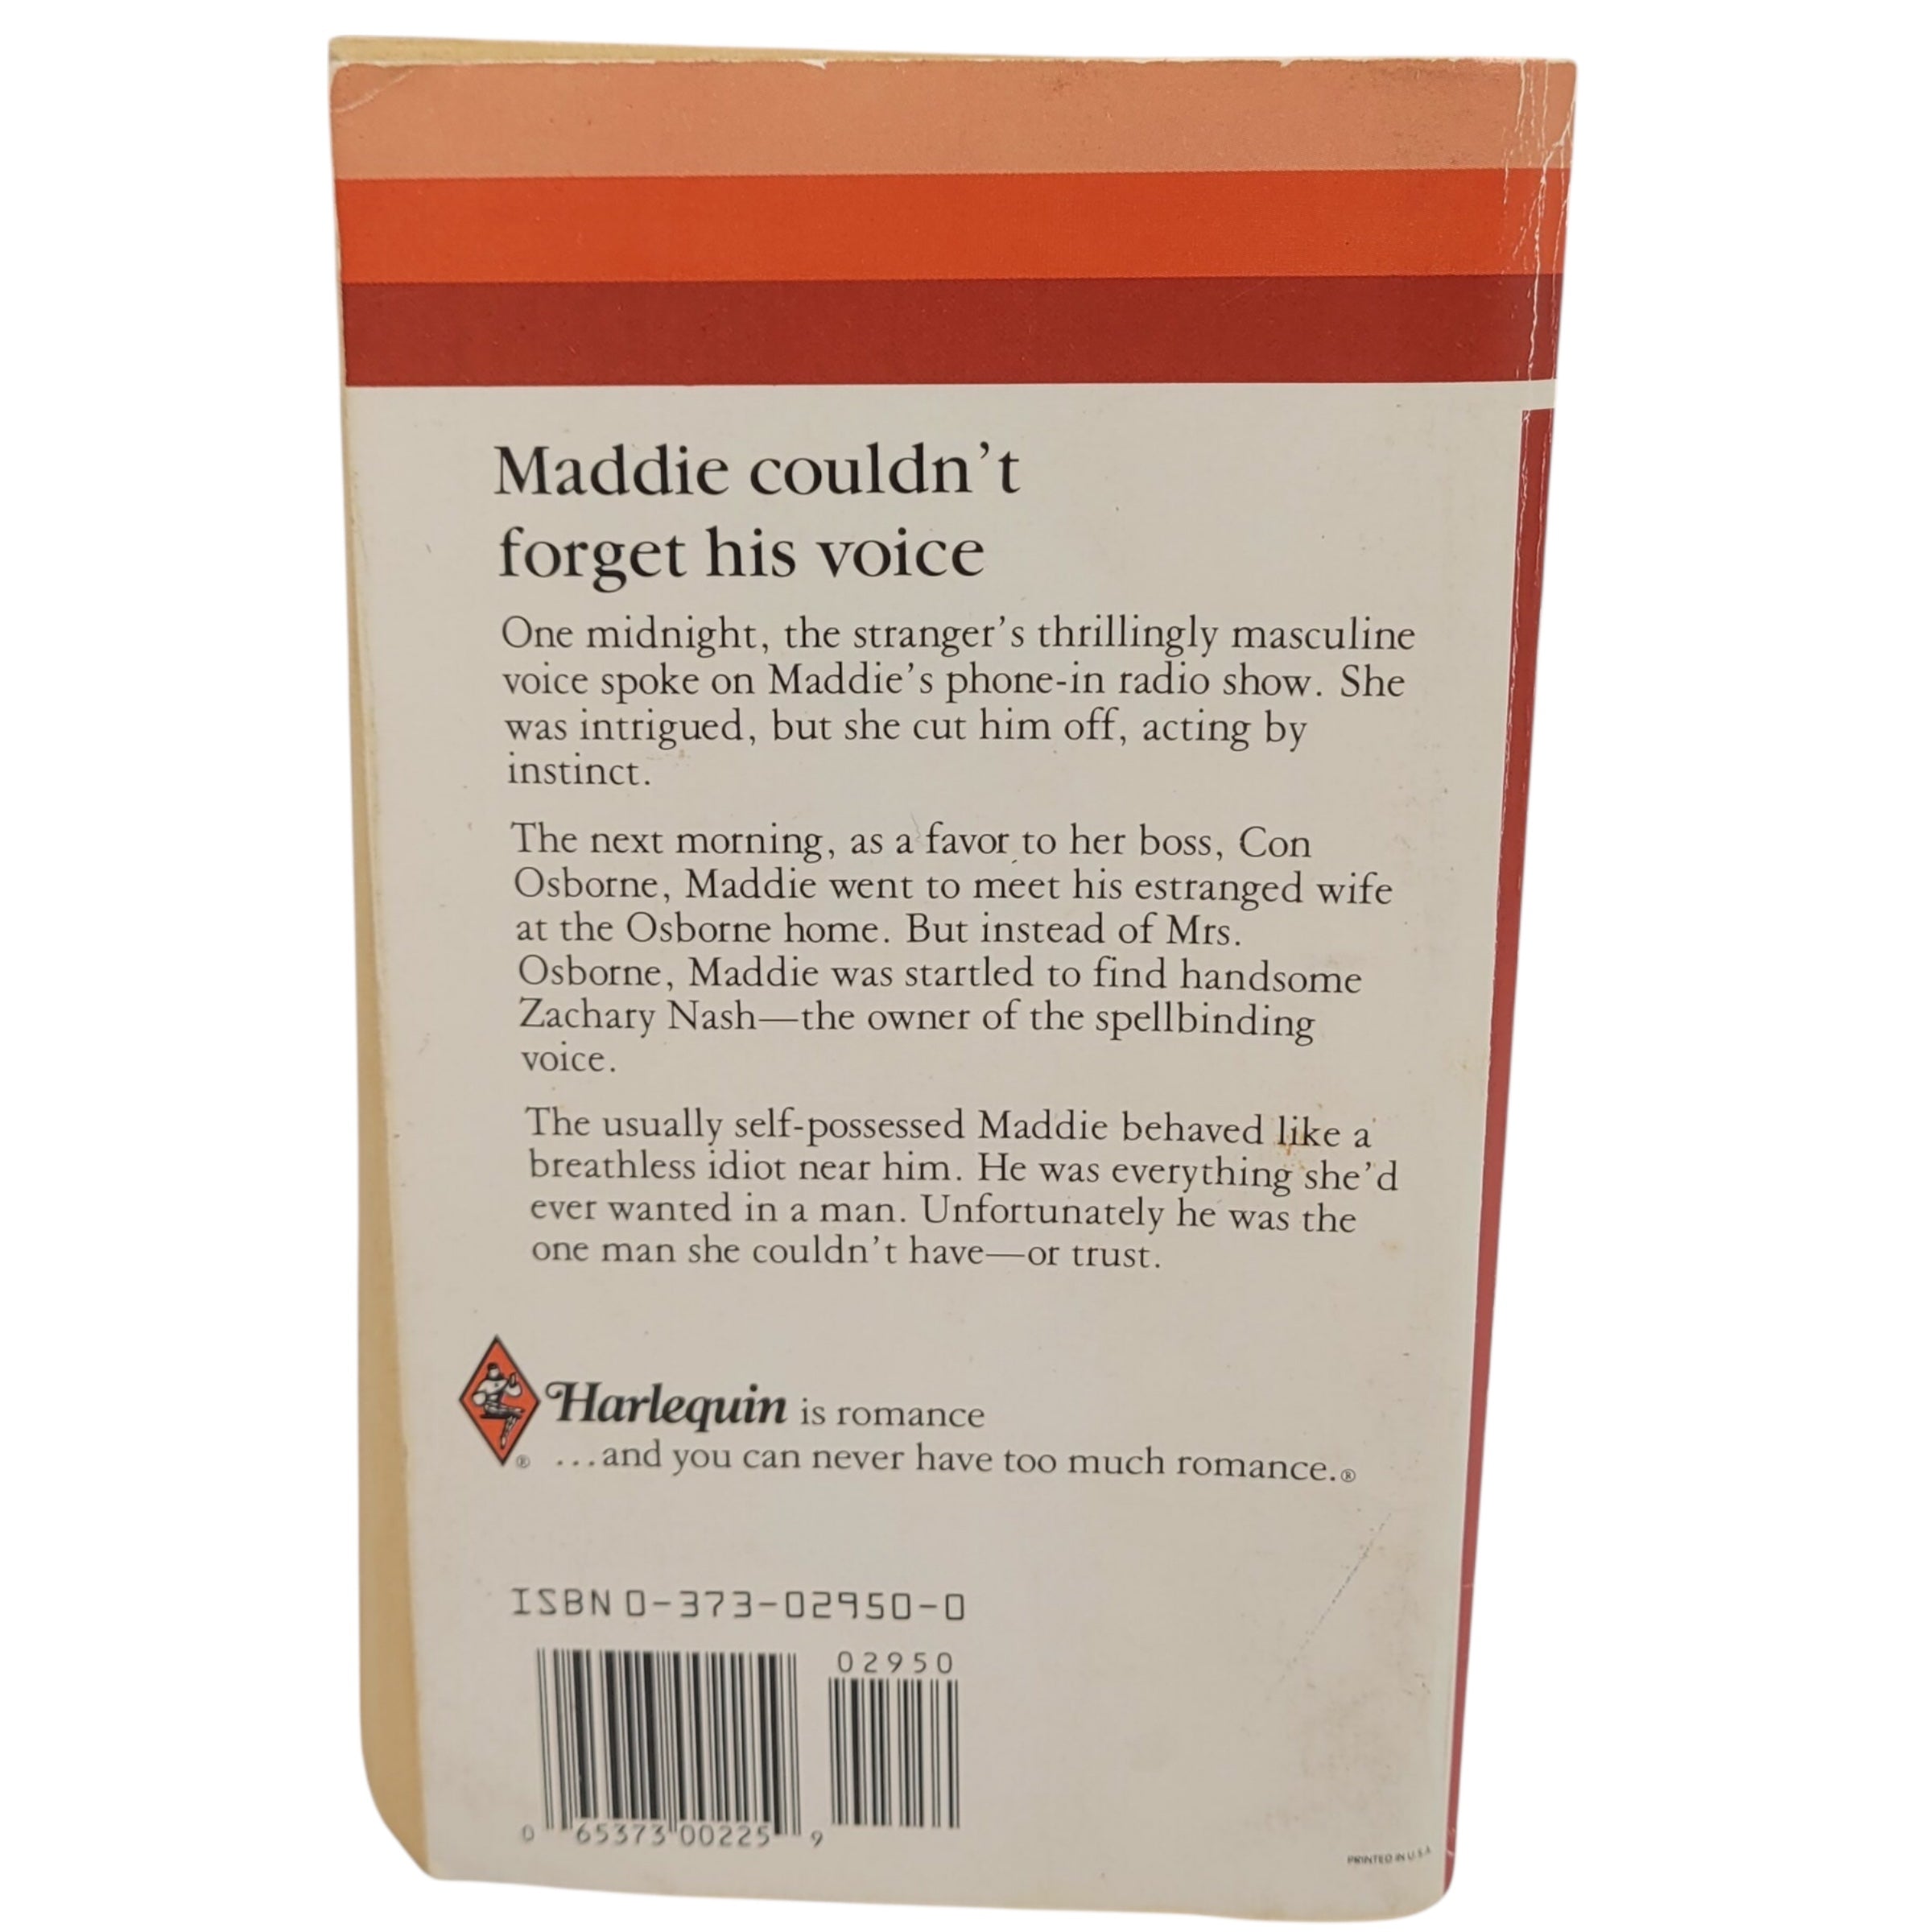 Maddie couldn't
forget his voice
One midnight, the stranger's thrillingly masculine
voice spoke on Maddie's phone-in radio show. She
was intrigued, but she cut him off, acting by
instinct.
The next morning, as a favor to her boss, Con
Osborne, Maddie went to meet his estranged wife
at the Osborne home. But instead of Mrs.
Osborne, Maddie was startled to find handsome
Zachary Nash—the owner of the spellbinding
voice.
The usually self-possessed Maddie behaved like a
breathless idiot near him. He was everything she'd
ever wanted in a man. Unfortunately he was the
one man she couldn't have—or trust.
Harlequin is romance
® ...and you can never have too much romance.®
ISBN 0-373-02950-0
02950
0 65373 00225 9
PRINTED IN U.S.A